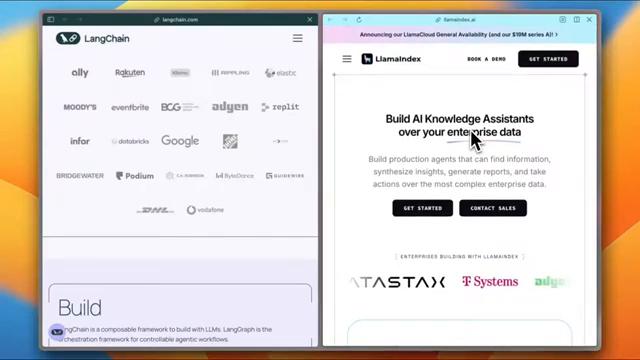 langchain.com
LangChain
ally
Rakuten
Klarna
RIPPLING
elastic
MOODY'S
eventbrite
BCG
adyen
replit
infor
databricks
Google
BRIDGEWATER
Podium
C.H. ROBINSON
ByteDance
GUIDEWIRE
DHL
vodafone
Build
LangChain is a composable framework to build with LLMs. LangGraph is the
orchestration framework for controllable agentic workflows.
llamaindex.ai
Announcing our LlamaCloud General Availability (and our $19M series A)!
LlamaIndex
BOOK A DEMO
GET STARTED
Build AI Knowledge Assistants
over your enterprise data
Build production agents that can find information,
synthesize insights, generate reports, and take
actions over the most complex enterprise data.
GET STARTED
CONTACT SALES
[ ENTERPRISES BUILDING WITH LLAMAINDEX ]
ATASTAX
T Systems
adye